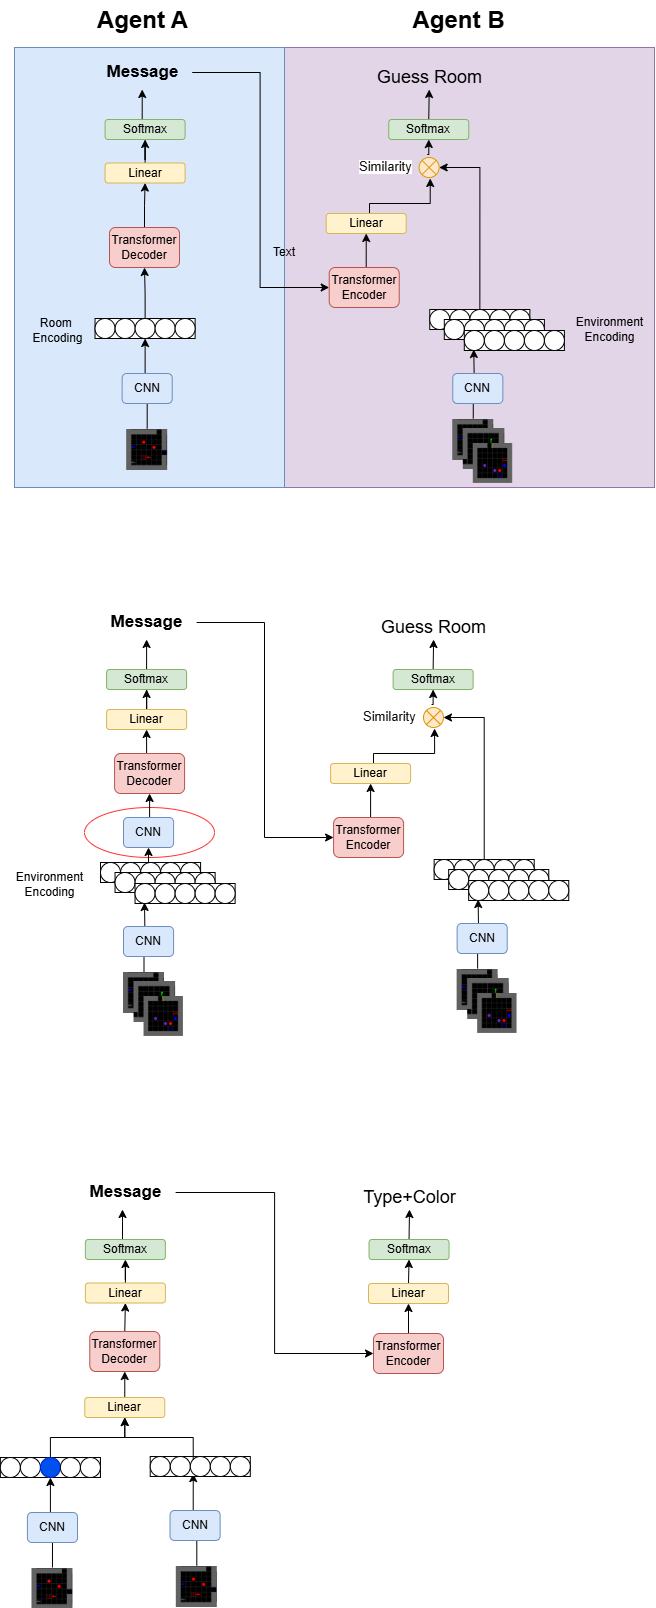 Agent A
Agent B
Message
Softmax
Linear
Transformer
Decoder
Room
Encoding
CNN
Text
Guess Room
Softmax
Similarity
Linear
Transformer
Encoder
Environment
Encoding
CNN
Message
Softmax
Linear
Transformer
Decoder
CNN
Environment
Encoding
CNN
Guess Room
Softmax
Similarity
Linear
Transformer
Encoder
CNN
Message
Softmax
Linear
Transformer
Decoder
Linear
CNN
CNN
Type+Color
Softmax
Linear
Transformer
Encoder